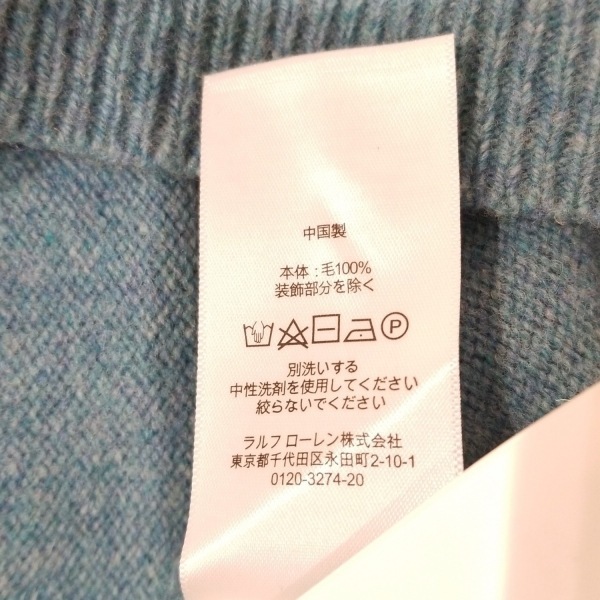 中国製
本体：毛100%
装飾部分を除く
P
別洗いする
中性洗剤を使用してください
絞らないでください
ラルフ ローレン株式会社
東京都千代田区永田町2-10-1
0120-3274-20